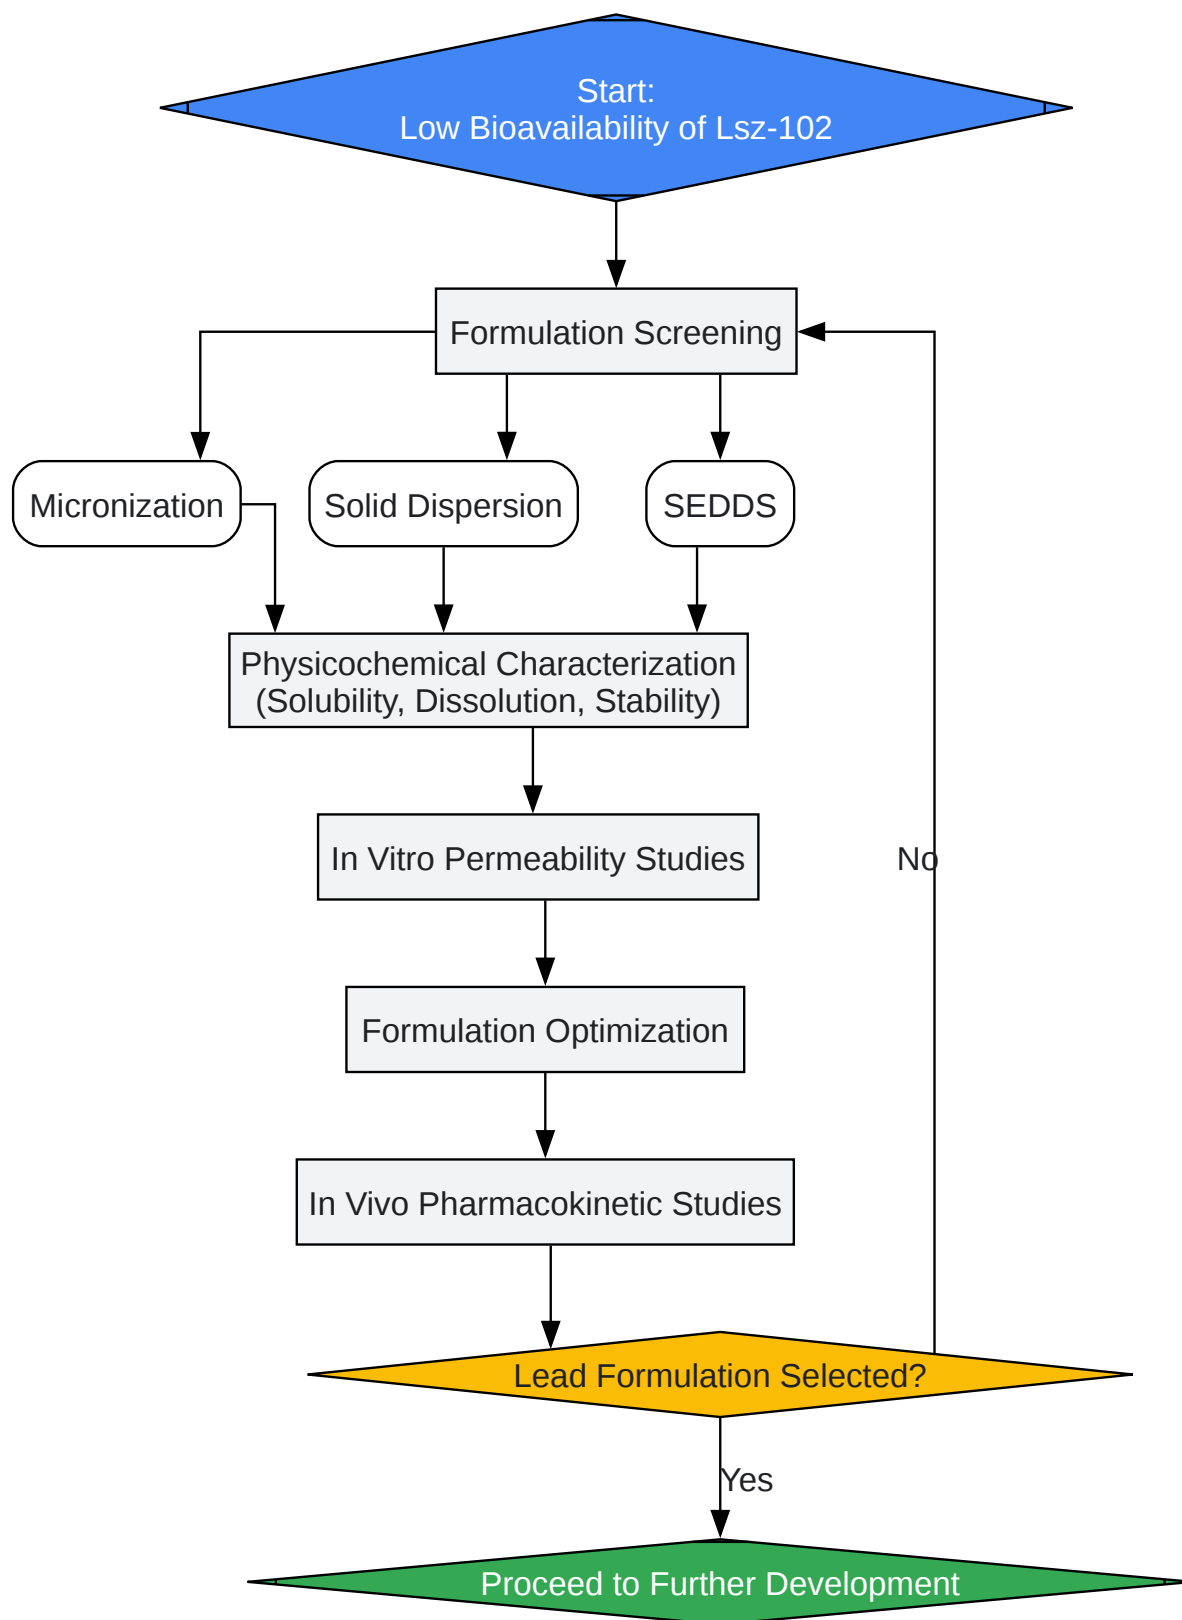 Start:
Low Bioavailability of Lsz-102
Formulation Screening
Micronization
Solid Dispersion
SEDDS
Physicochemical Characterization
(Solubility, Dissolution, Stability)
In Vitro Permeability Studies
No
Formulation Optimization
In Vivo Pharmacokinetic Studies
Lead Formulation Selected?
Yes
Proceed to Further Development